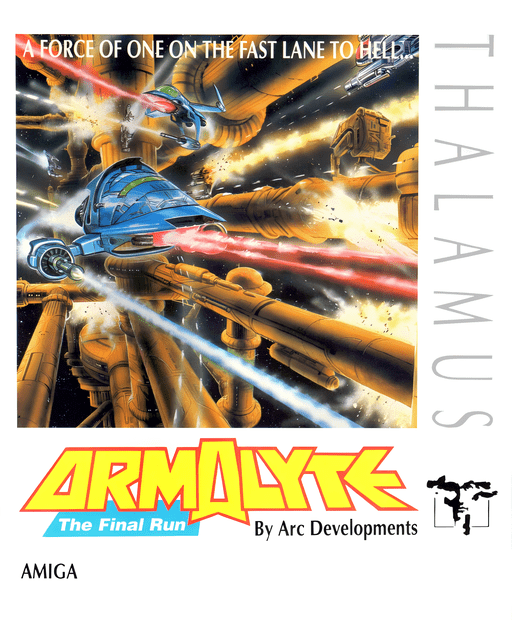 A FORCE OF ONE ON THE FAST LANE TO HELL...
THALAMUS
ARMALYTE
The Final Run
By Arc Developments
AMIGA